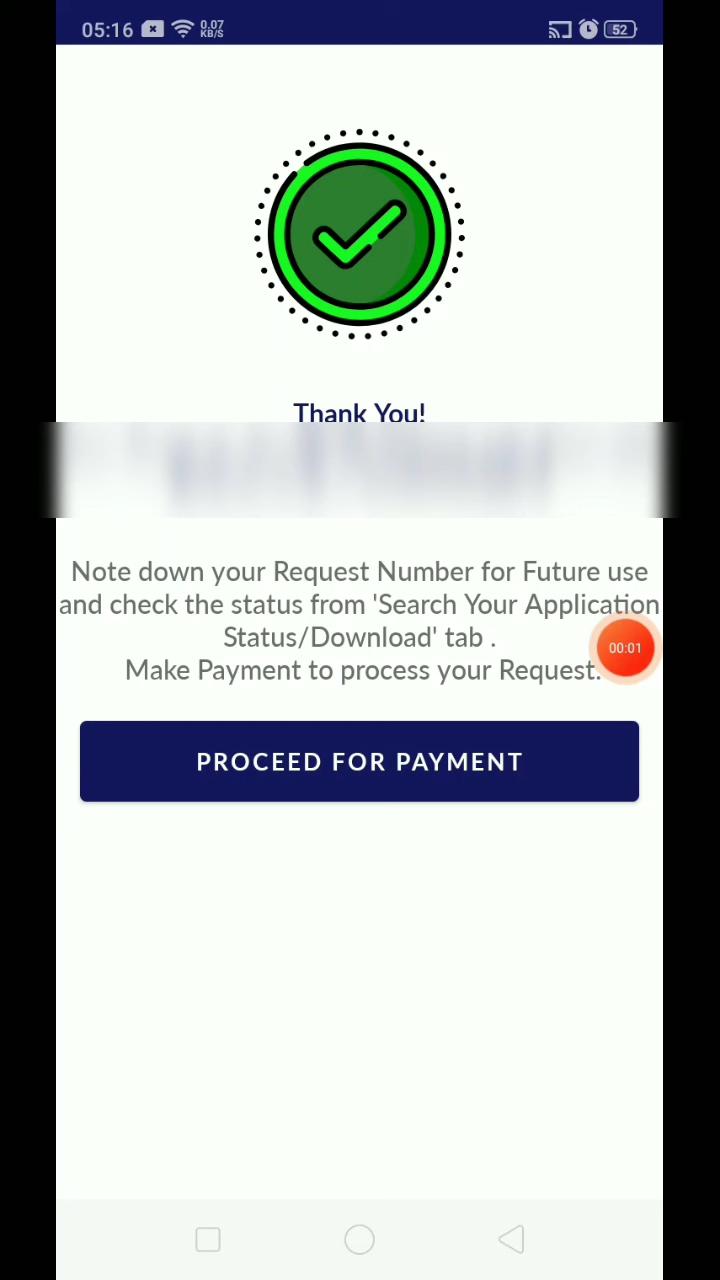 05:16
0.07
KB/S
52
Thank You!
Note down your Request Number for Future use
and check the status from 'Search Your Application
Status/Download' tab .
00:01
Make Payment to process your Request.
PROCEED FOR PAYMENT